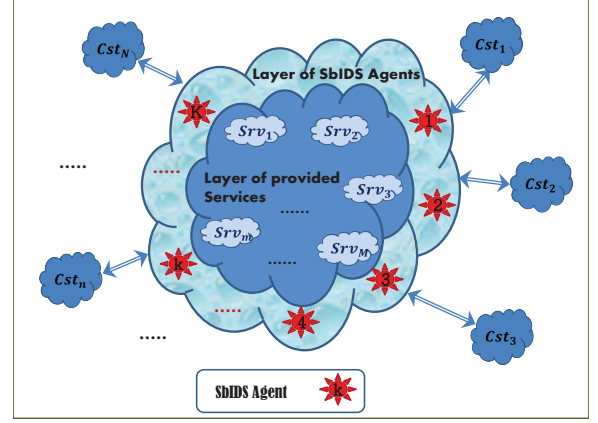 Cst_N
Cst_1
Layer of SbIDS Agents
K
1
Srv_1
Srv_2
.....
.....
Layer of provided
Services
Srv_3
Cst_2
2
......
Srv_m
Srv_M
k
......
3
Cst_n
.....
4
Cst_3
.....
SbIDS Agent
k